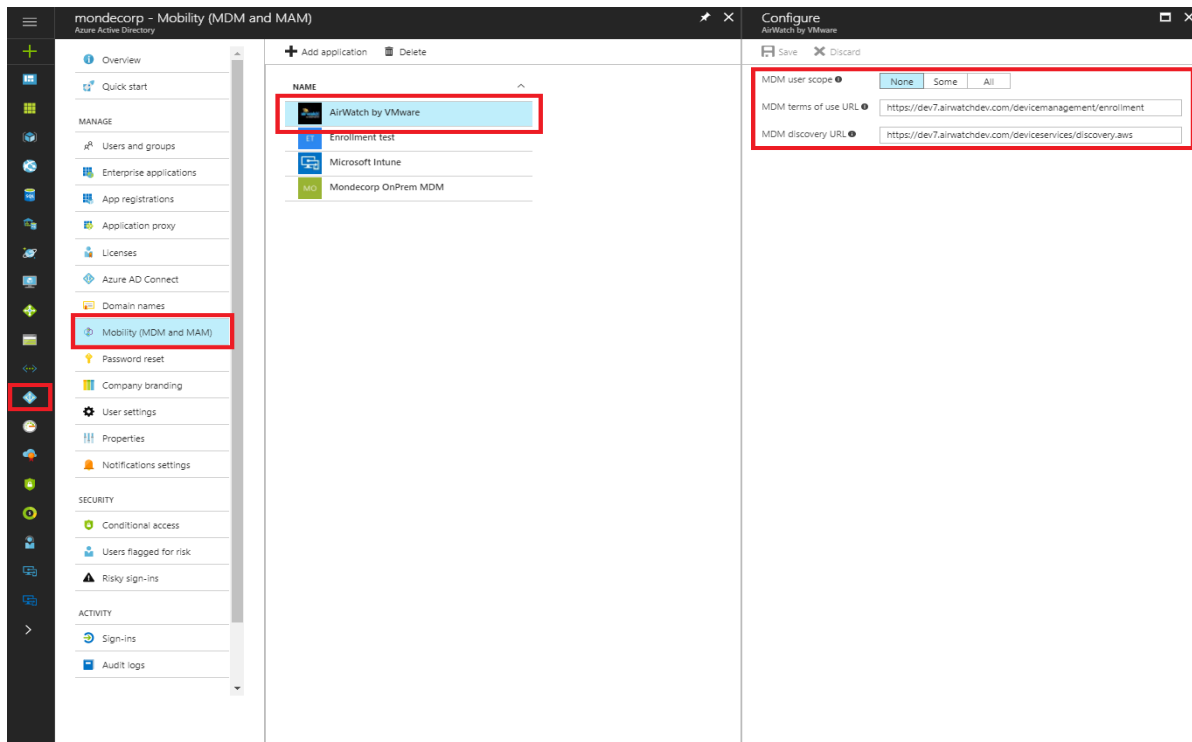 mondecorp - Mobility (MDM and MAM)
Azure Active Directory
Overview
Quick start
MANAGE
Users and groups
Enterprise applications
App registrations
Application proxy
Licenses
Azure AD Connect
Domain names
Mobility (MDM and MAM)
Password reset
Company branding
User settings
Properties
Notifications settings
SECURITY
Conditional access
Users flagged for risk
Risky sign-ins
ACTIVITY
Sign-ins
Audit logs
Add application Delete
NAME
AirWatch by VMware
ET Enrollment test
Microsoft Intune
MO Mondecorp OnPrem MDM
Configure
AirWatch by VMware
Save Discard
MDM user scope None Some All
MDM terms of use URL https://dev7.airwatchdev.com/devicemanagement/enrollment
MDM discovery URL https://dev7.airwatchdev.com/deviceservices/discovery.aws